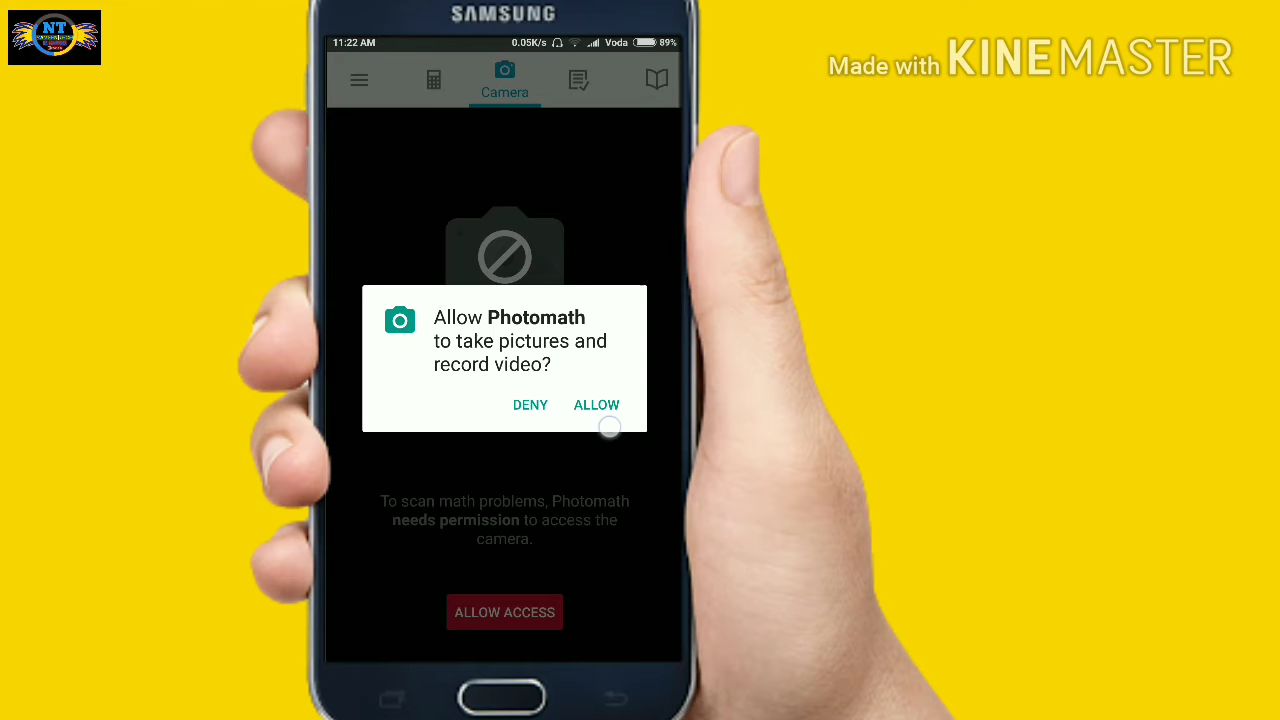 NT
SAMSUNG
Made with KINEMASTER
11:22 AM 0.05K/s Voda 89%
Camera
Allow Photomath
to take pictures and
record video?
DENY ALLOW
To scan math problems, Photomath
needs permission to access the
camera.
ALLOW ACCESS